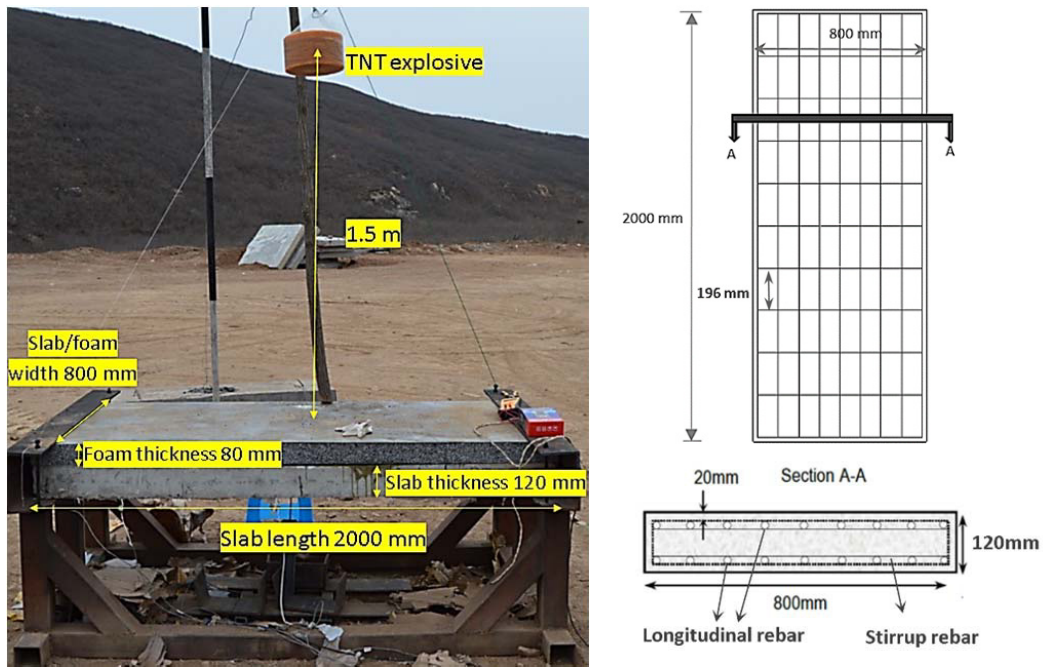 TNT explosive
1.5 m
Slab/foam
width 800 mm
Foam thickness 80 mm
Slab thickness 120 mm
Slab length 2000 mm
800 mm
A
A
2000 mm
196 mm
20mm
Section A-A
120mm
800mm
Longitudinal rebar
Stirrup rebar